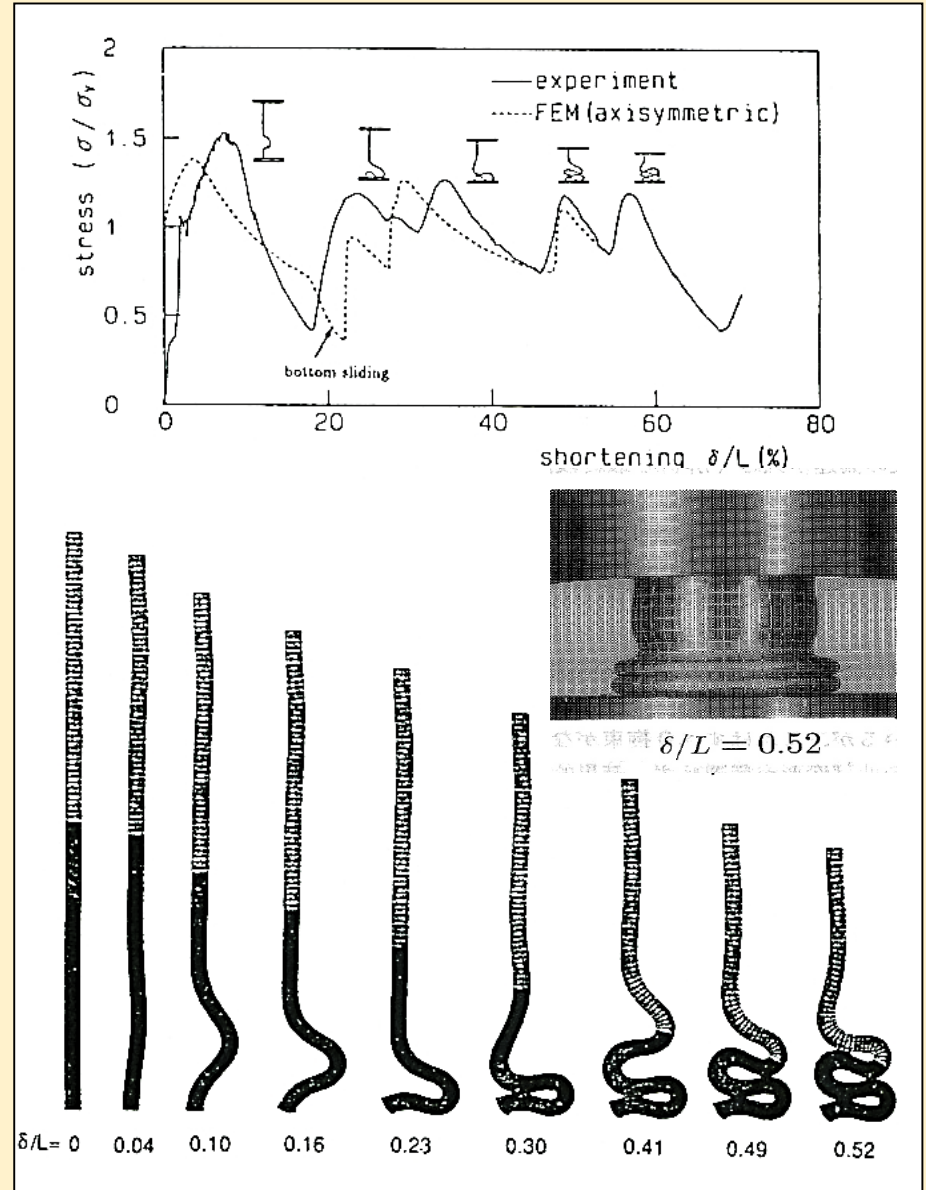 2
1.5
1
0.5
0
stress (σ/σY)
experiment
FEM(axisymmetric)
bottom sliding
0 20 40 60 80
shortening δ/L(%)
δ/L = 0.52
δ/L= 0 0.04 0.10 0.16 0.23 0.30 0.41 0.49 0.52